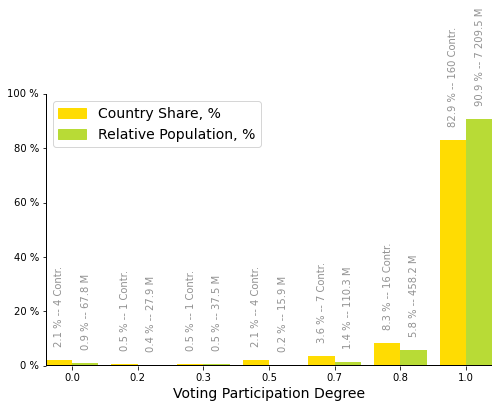 82.9 % -- 160 Contr.
90.9 % -- 7 209.5 M
100 %
80 %
60 %
40 %
20 %
0 %
Country Share, %
Relative Population, %
2.1 % -- 4 Contr.
0.9 % -- 67.8 M
0.5 % -- 1 Contr.
0.4 % -- 27.9 M
0.5 % -- 1 Contr.
0.5 % -- 37.5 M
2.1 % -- 4 Contr.
0.2 % -- 15.9 M
3.6 % -- 7 Contr.
1.4 % -- 110.3 M
8.3 % -- 16 Contr.
5.8 % -- 458.2 M
0.0 0.2 0.3 0.5 0.7 0.8 1.0
Voting Participation Degree